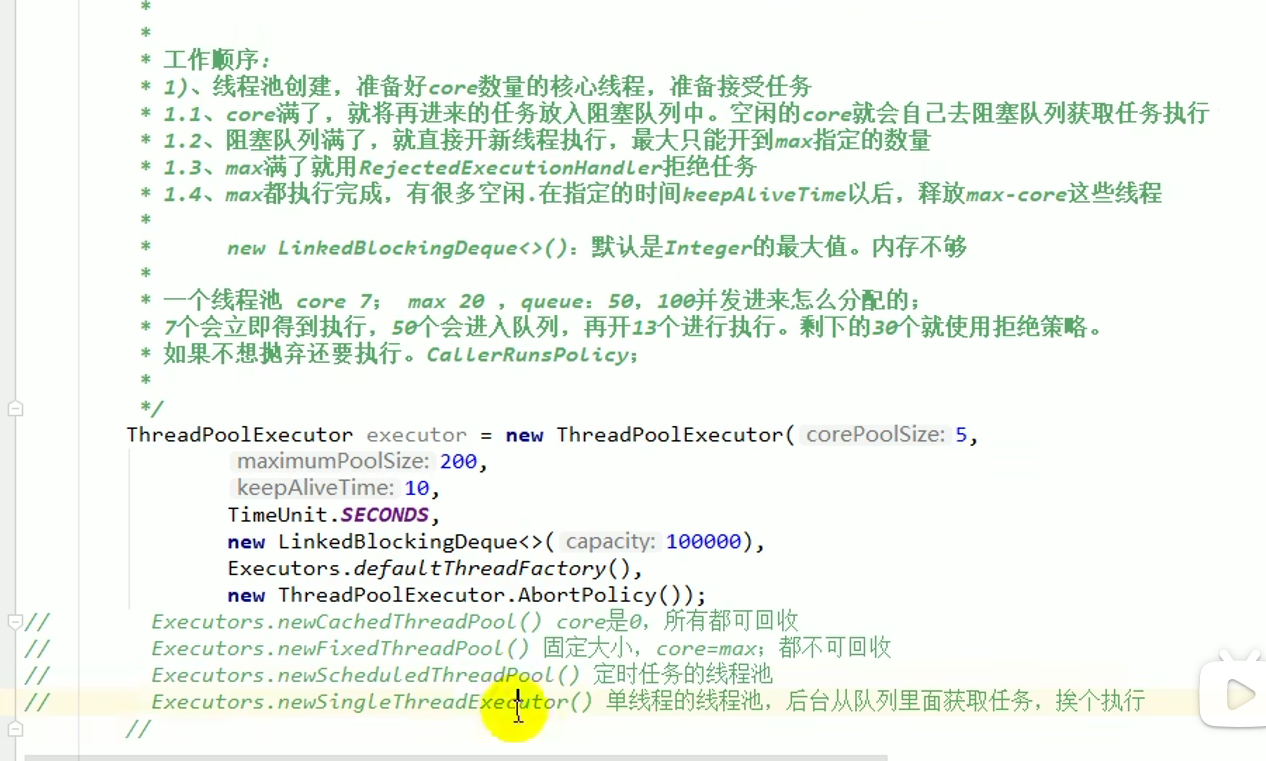 *
*
* 工作顺序:
* 1)、线程池创建，准备好core数量的核心线程，准备接受任务
* 1.1、core满了，就将再进来的任务放入阻塞队列中。空闲的core就会自己去阻塞队列获取任务执行
* 1.2、阻塞队列满了，就直接开新线程执行，最大只能开到max指定的数量
* 1.3、max满了就用RejectedExecutionHandler拒绝任务
* 1.4、max都执行完成，有很多空闲.在指定的时间keepAliveTime以后，释放max-core这些线程
*
* new LinkedBlockingDeque<>()：默认是Integer的最大值。内存不够
*
* 一个线程池 core 7； max 20 ，queue：50，100并发进来怎么分配的；
* 7个会立即得到执行，50个会进入队列，再开13个进行执行。剩下的30个就使用拒绝策略。
* 如果不想抛弃还要执行。CallerRunsPolicy；
*
*/
ThreadPoolExecutor executor = new ThreadPoolExecutor( corePoolSize: 5,
maximumPoolSize: 200,
keepAliveTime: 10,
TimeUnit.SECONDS,
new LinkedBlockingDeque<>( capacity: 100000),
Executors.defaultThreadFactory(),
new ThreadPoolExecutor.AbortPolicy());
// Executors.newCachedThreadPool() core是0，所有都可回收
// Executors.newFixedThreadPool() 固定大小，core=max；都不可回收
// Executors.newScheduledThreadPool() 定时任务的线程池
// Executors.newSingleThreadExecutor() 单线程的线程池，后台从队列里面获取任务，挨个执行
//